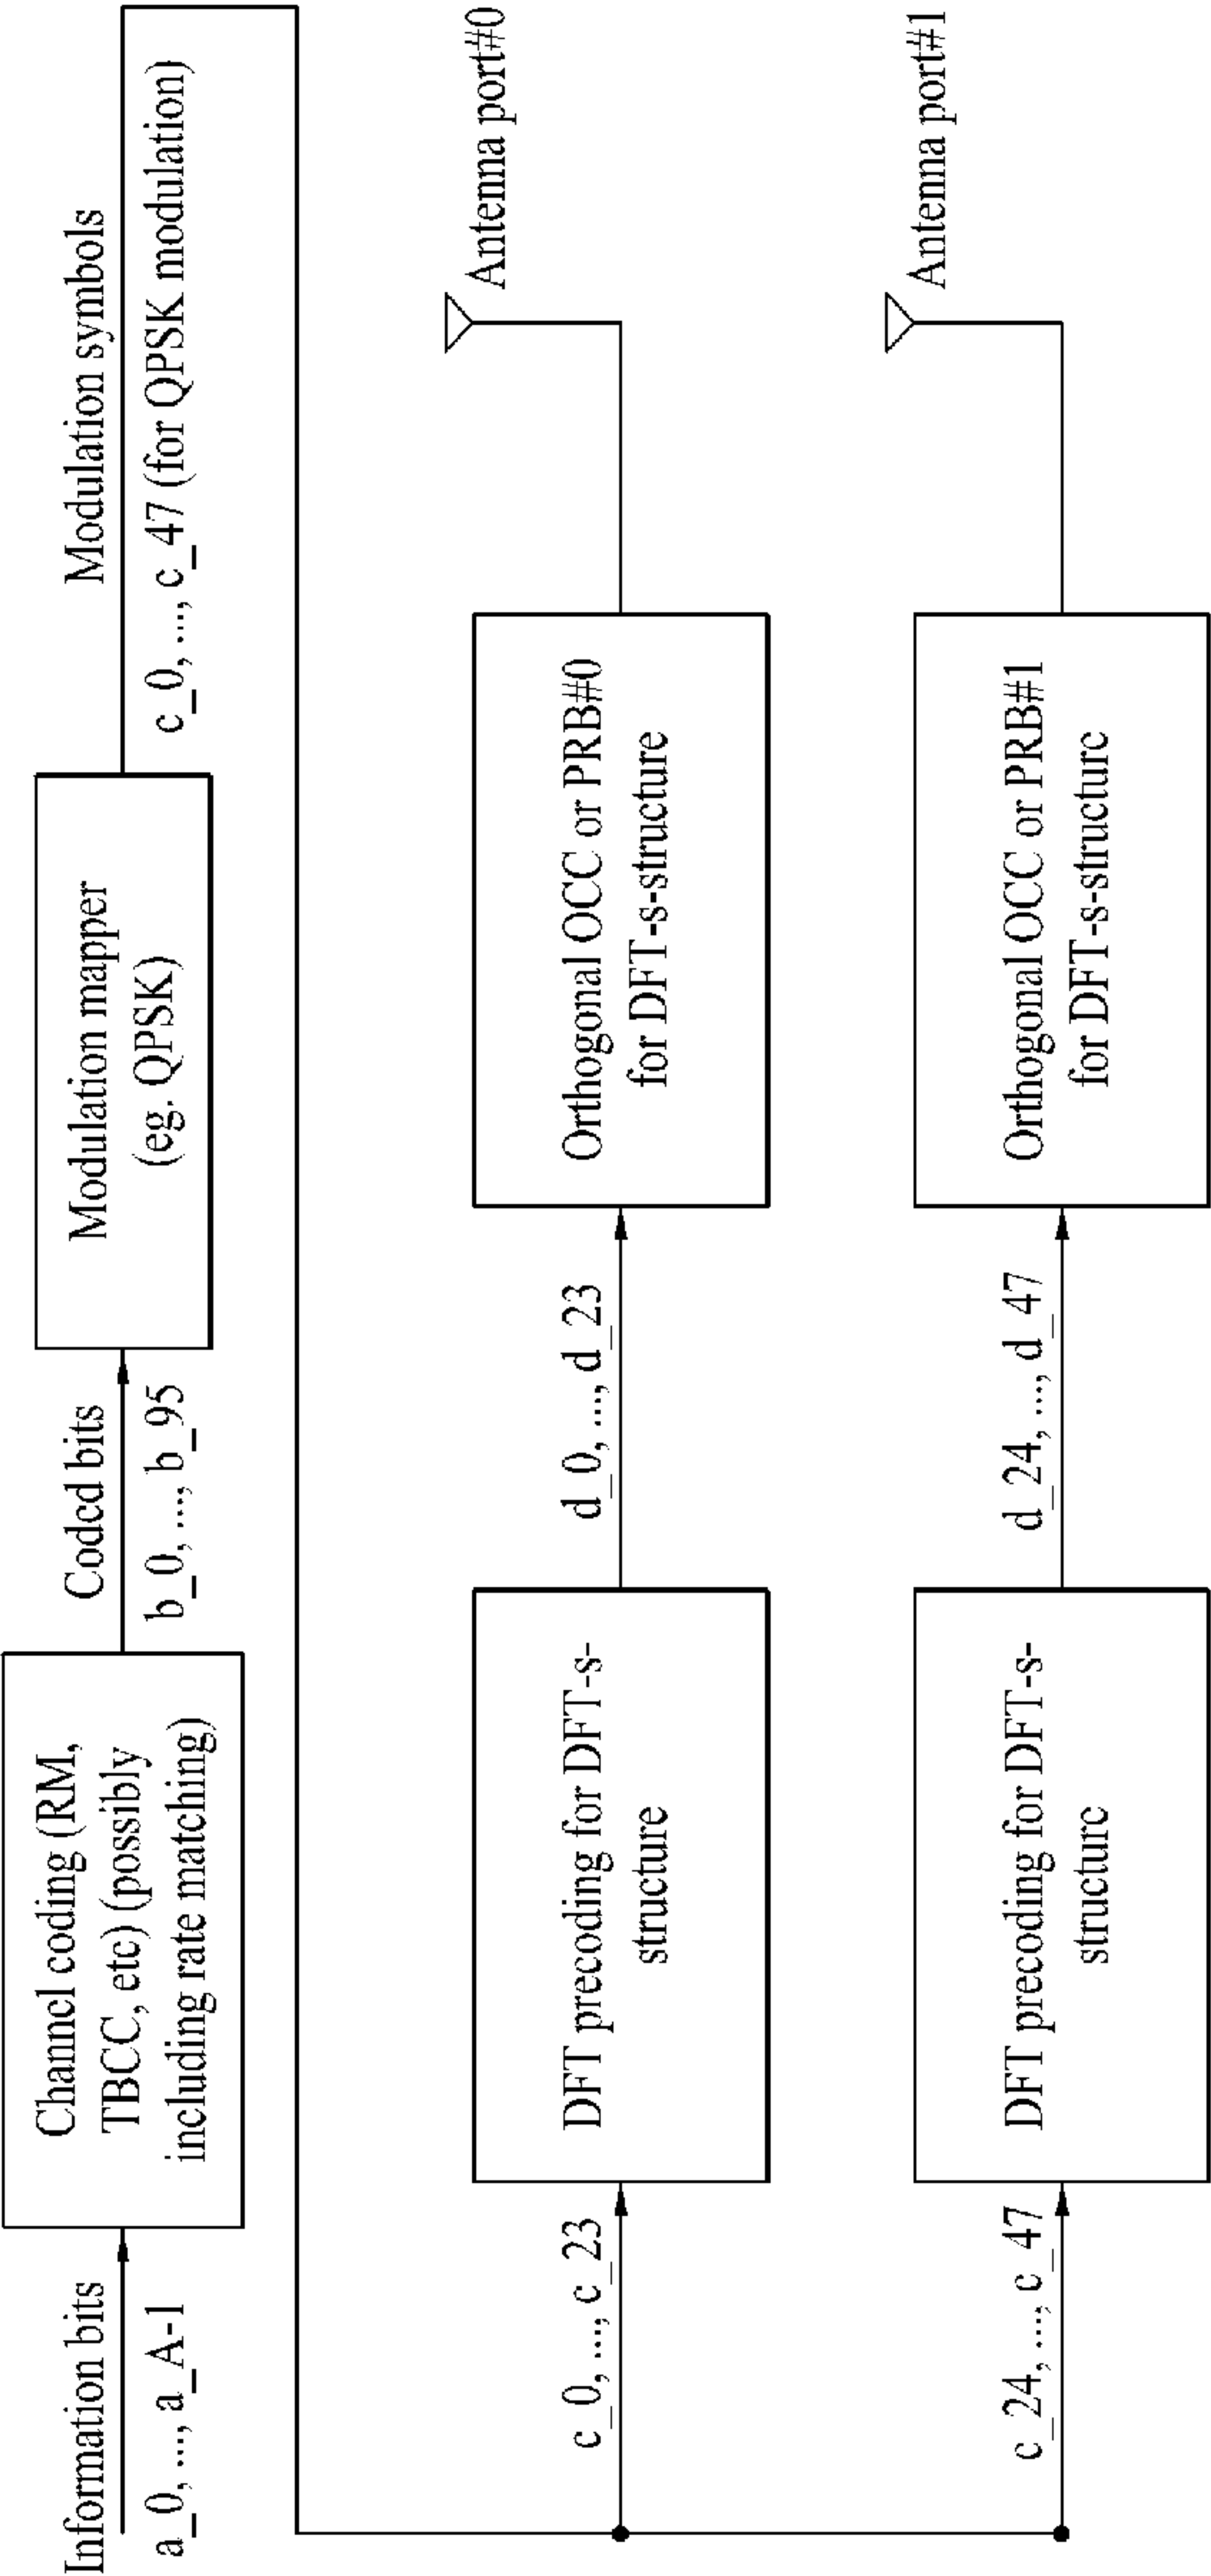 Information bits
a_0, ..., a_A-1
Channel coding (RM,
TBCC, etc) (possibly
including rate matching)
Coded bits
b_0, ..., b_95
Modulation mapper
(eg. QPSK)
Modulation symbols
c_0, ..., c_47 (for QPSK modulation)
c_0, ..., c_23
DFT precoding for DFT-s-
structure
d_0, ..., d_23
Orthogonal OCC or PRB#0
for DFT-s-structure
Antenna port#0
c_24, ..., c_47
DFT precoding for DFT-s-
structure
d_24, ..., d_47
Orthogonal OCC or PRB#1
for DFT-s-structure
Antenna port#1